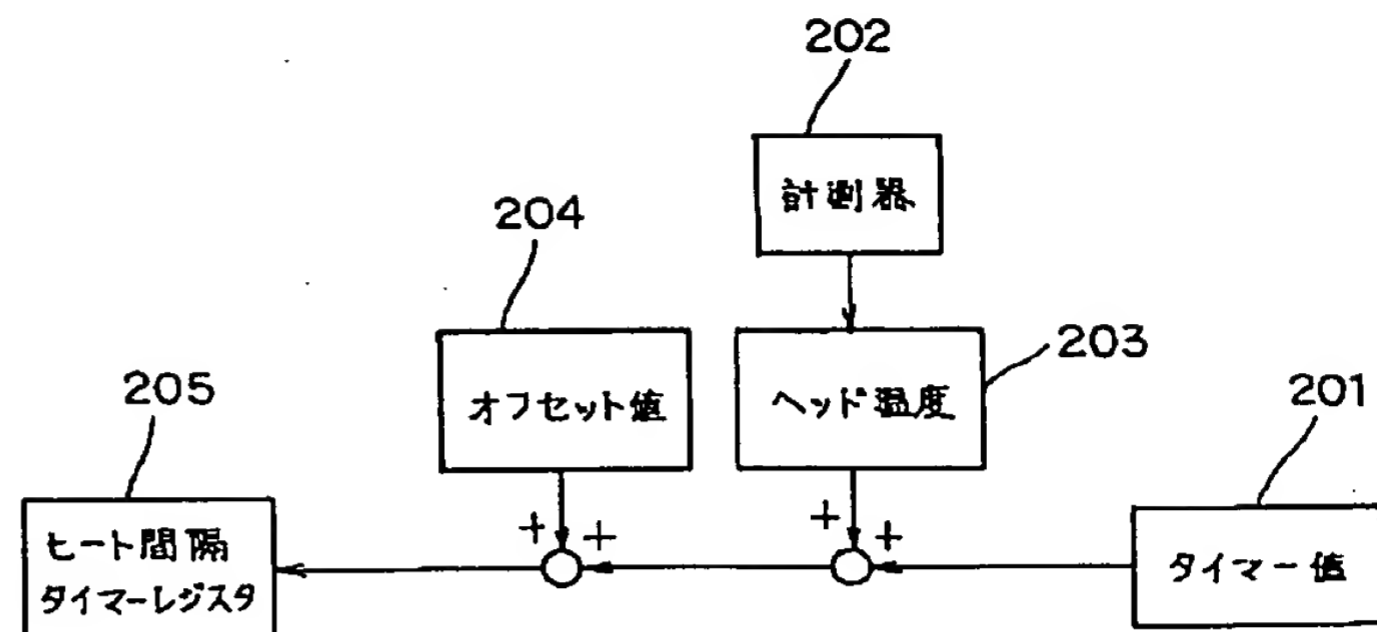 202
計測器
204
オフセット値
203
ヘッド温度
205
ヒート間隔
タイマーレジスタ
201
タイマー値
+
+
+
+